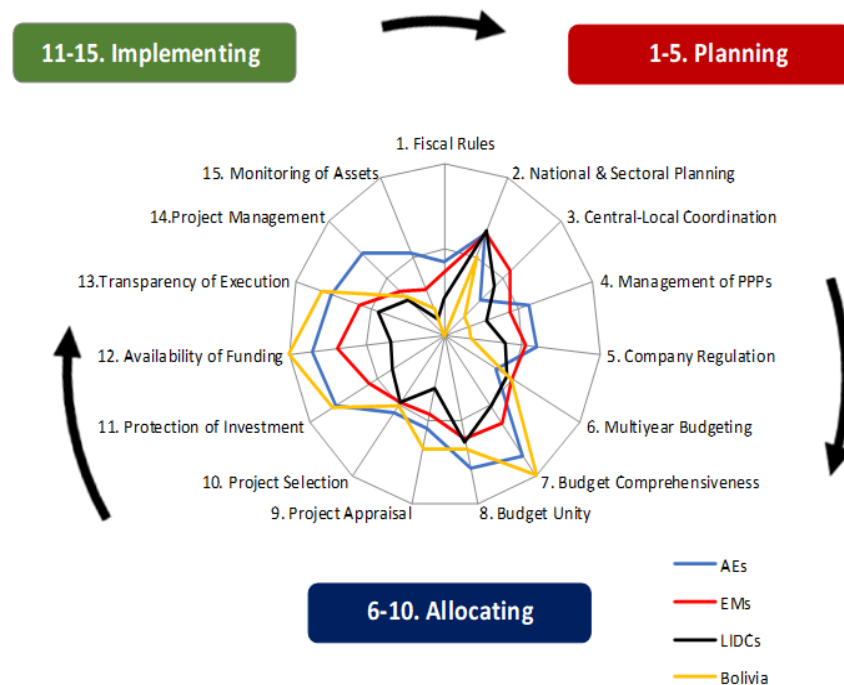 11-15. Implementing
1-5. Planning
1. Fiscal Rules
2. National & Sectoral Planning
3. Central-Local Coordination
4. Management of PPPs
5. Company Regulation
6. Multiyear Budgeting
7. Budget Comprehensiveness
8. Budget Unity
9. Project Appraisal
10. Project Selection
11. Protection of Investment
12. Availability of Funding
13.Transparency of Execution
14.Project Management
15. Monitoring of Assets
6-10. Allocating
AEs
EMs
LIDCs
Bolivia